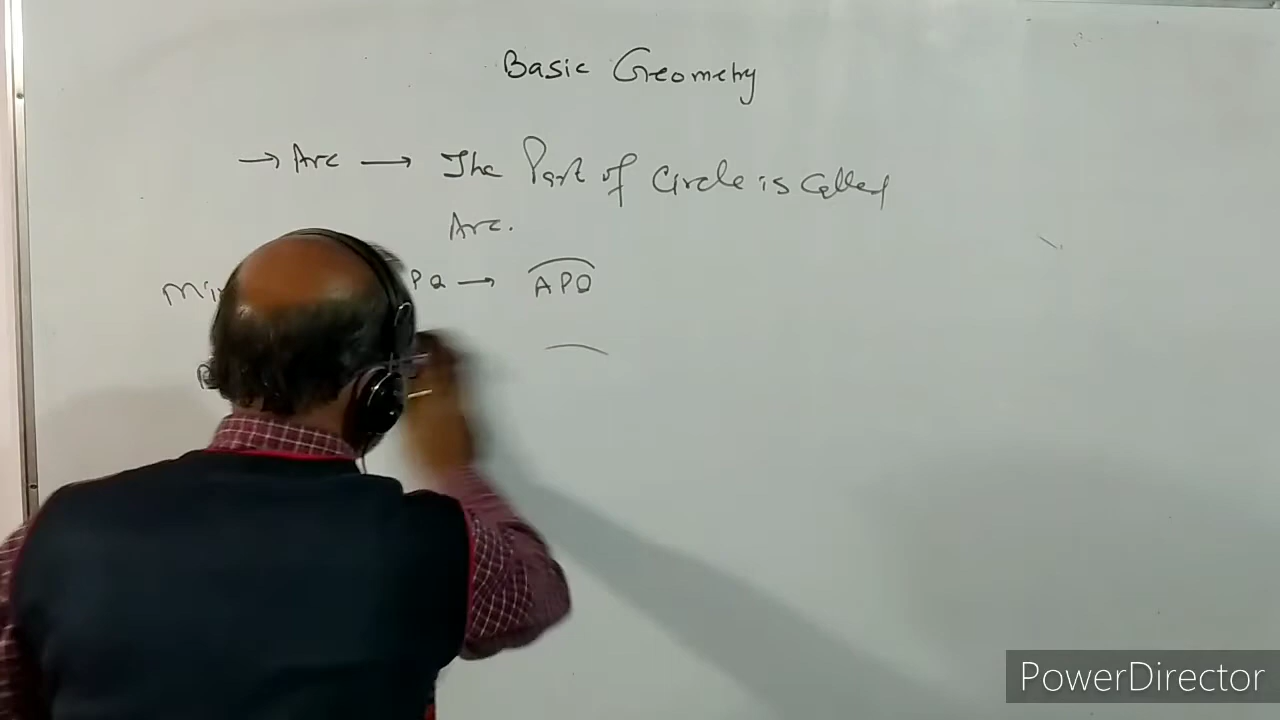 Basic Geometry
→ Arc → The Part of Circle is Called
Arc.
PQ → APQ
PowerDirector